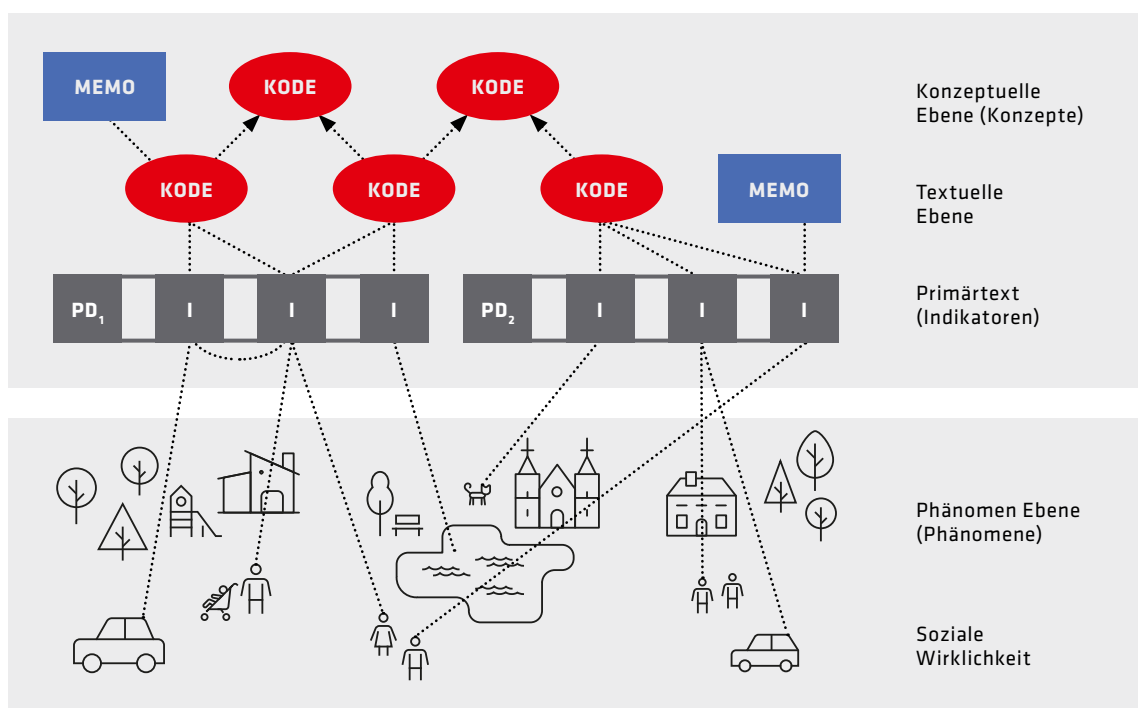 MEMO
KODE
KODE
Konzeptuelle
Ebene (Konzepte)
KODE
KODE
KODE
MEMO
Textuelle
Ebene
PD1
I
I
I
PD2
I
I
I
Primärtext
(Indikatoren)
Phänomen Ebene
(Phänomene)
Soziale
Wirklichkeit